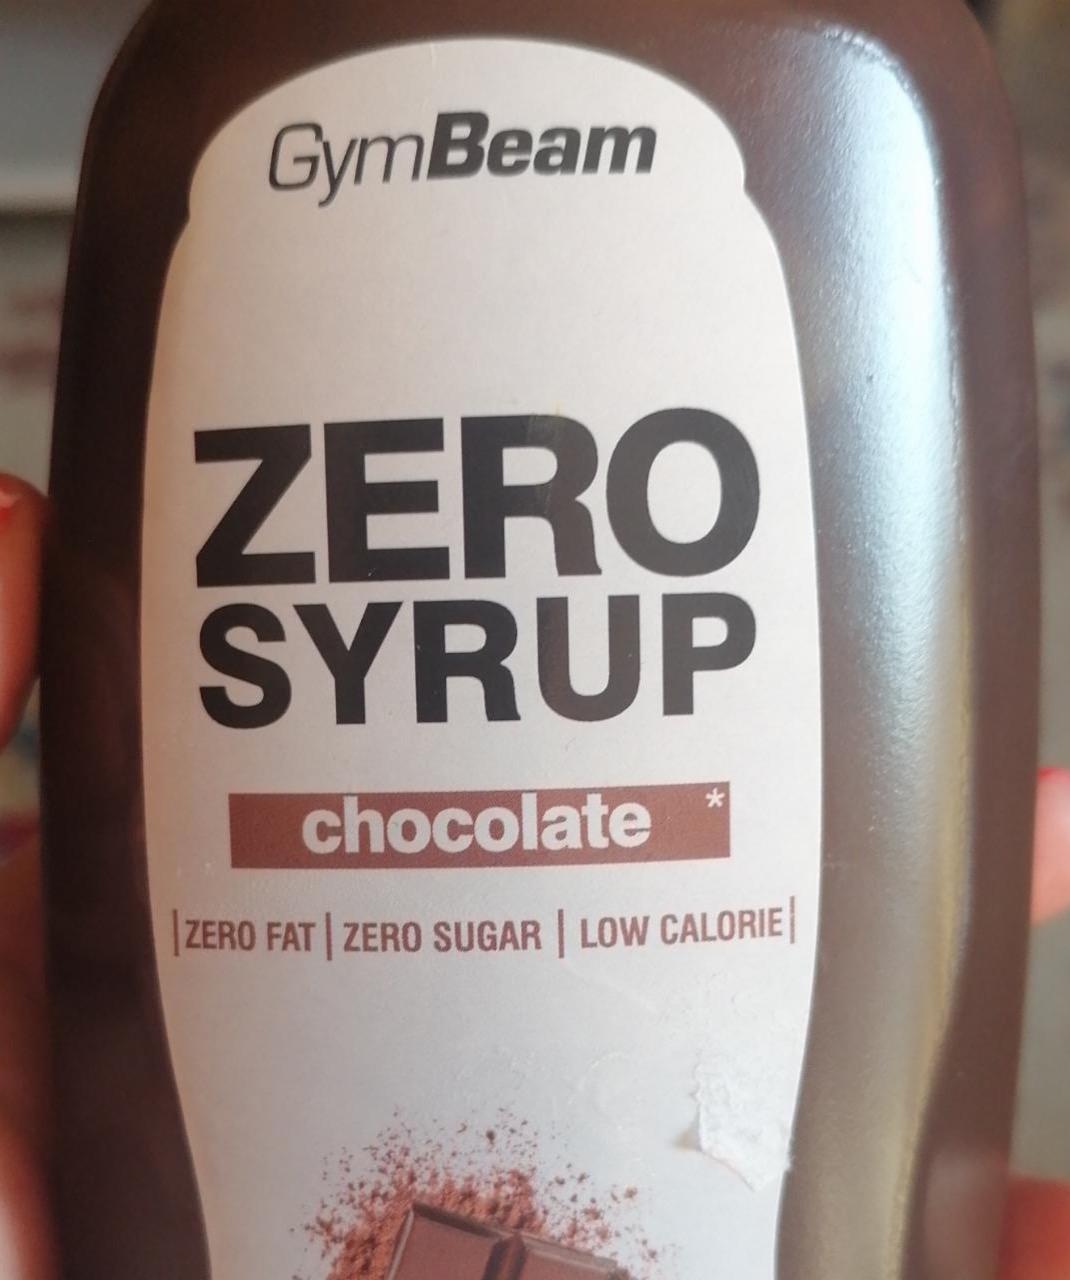 GymBeam
ZERO
SYRUP
chocolate*
|ZERO FAT| ZERO SUGAR | LOW CALORIE|